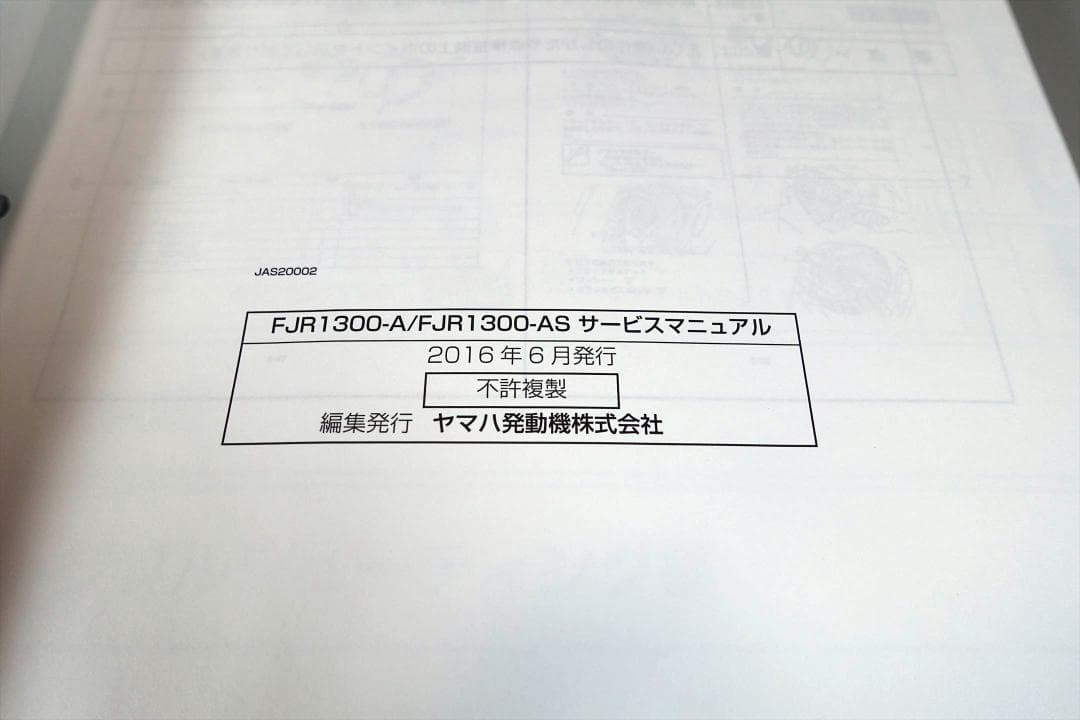 JAS20002
FJR1300-A/FJR1300-AS サービスマニュアル
2016 年 6 月発行
不許複製
編集発行 ヤマハ発動機株式会社